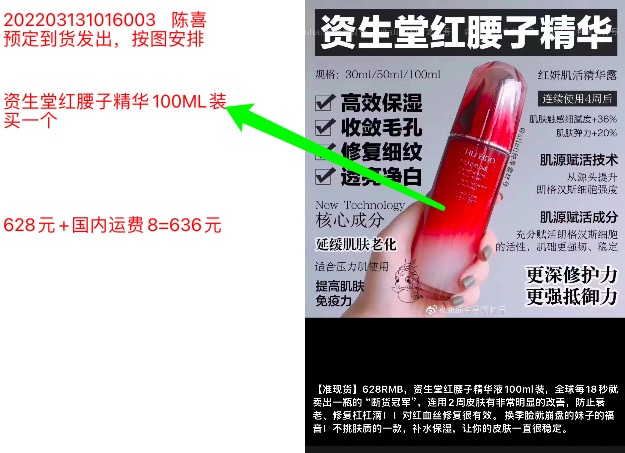 202203131016003 陈喜
预定到货发出，按图安排
资生堂红腰子精华100ML装
买一个
628元+国内运费8=636元
资生堂红腰子精华
规格：30ml/50ml/100ml
红妍肌活精华露
高效保湿
收敛毛孔
修复细纹
透亮净白
连续使用4周后
肌肤触感细腻度+36%
肌肤弹力+20%
肌源赋活技术
从源头提升
朗格汉斯细胞强度
New Technology
核心成分
延缓肌肤老化
适合压力肌使用
提高肌肤
免疫力
肌源赋活成分
充分赋活朗格汉斯细胞
的活性，肌础更强韧、稳定
更深修护力
更强抵御力
【准现货】628RMB，资生堂红腰子精华液100ml装，全球每18秒就
卖出一瓶的“断货冠军”，连用2周皮肤有非常明显的改善，防止衰
老、修复杠杠滴！！对红血丝修复很有效。换季脸就崩盘的妹子的福
音！不挑肤质的一款，补水保湿，让你的皮肤一直很稳定。